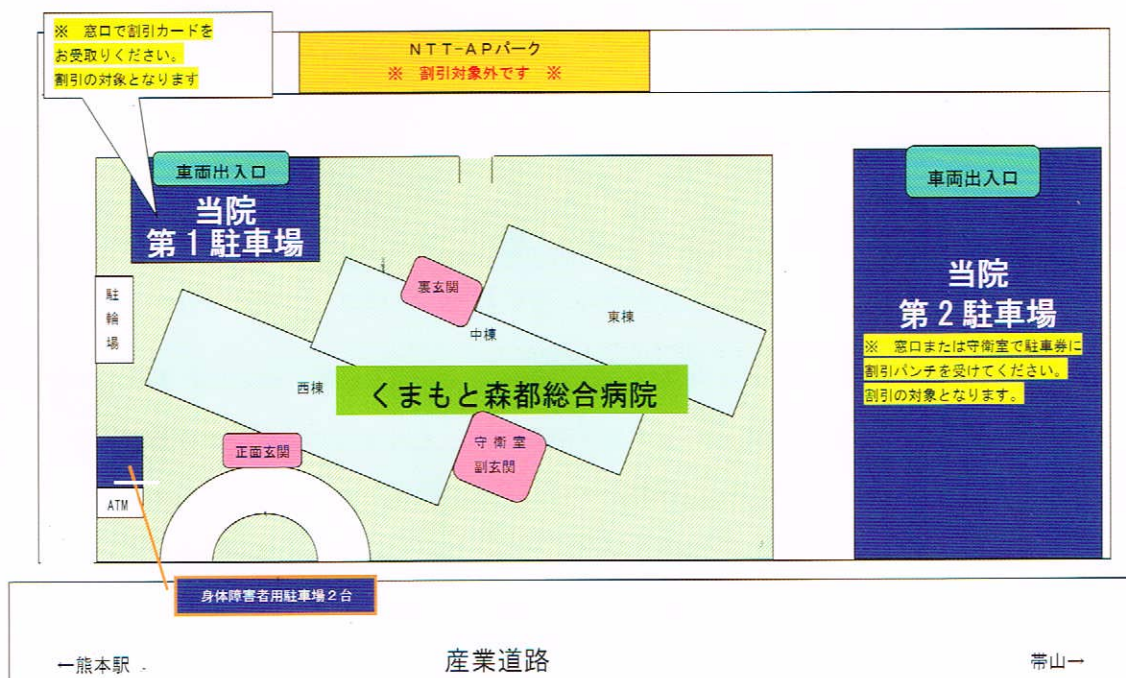 ※　窓口で割引カードを
お受取りください。
割引の対象となります
ＮＴＴ-ＡＰパーク
※　割引対象外です　※
車両出入口
当院
第１駐車場
車両出入口
当院
第２駐車場
※　窓口または守衛室で駐車券に
割引パンチを受けてください。
割引の対象となります。
駐
輪
場
裏玄関
東棟
中棟
西棟
くまもと森都総合病院
正面玄関
守 衛 室
副玄関
ATM
身体障害者用駐車場２台
←熊本駅
産業道路
帯山→